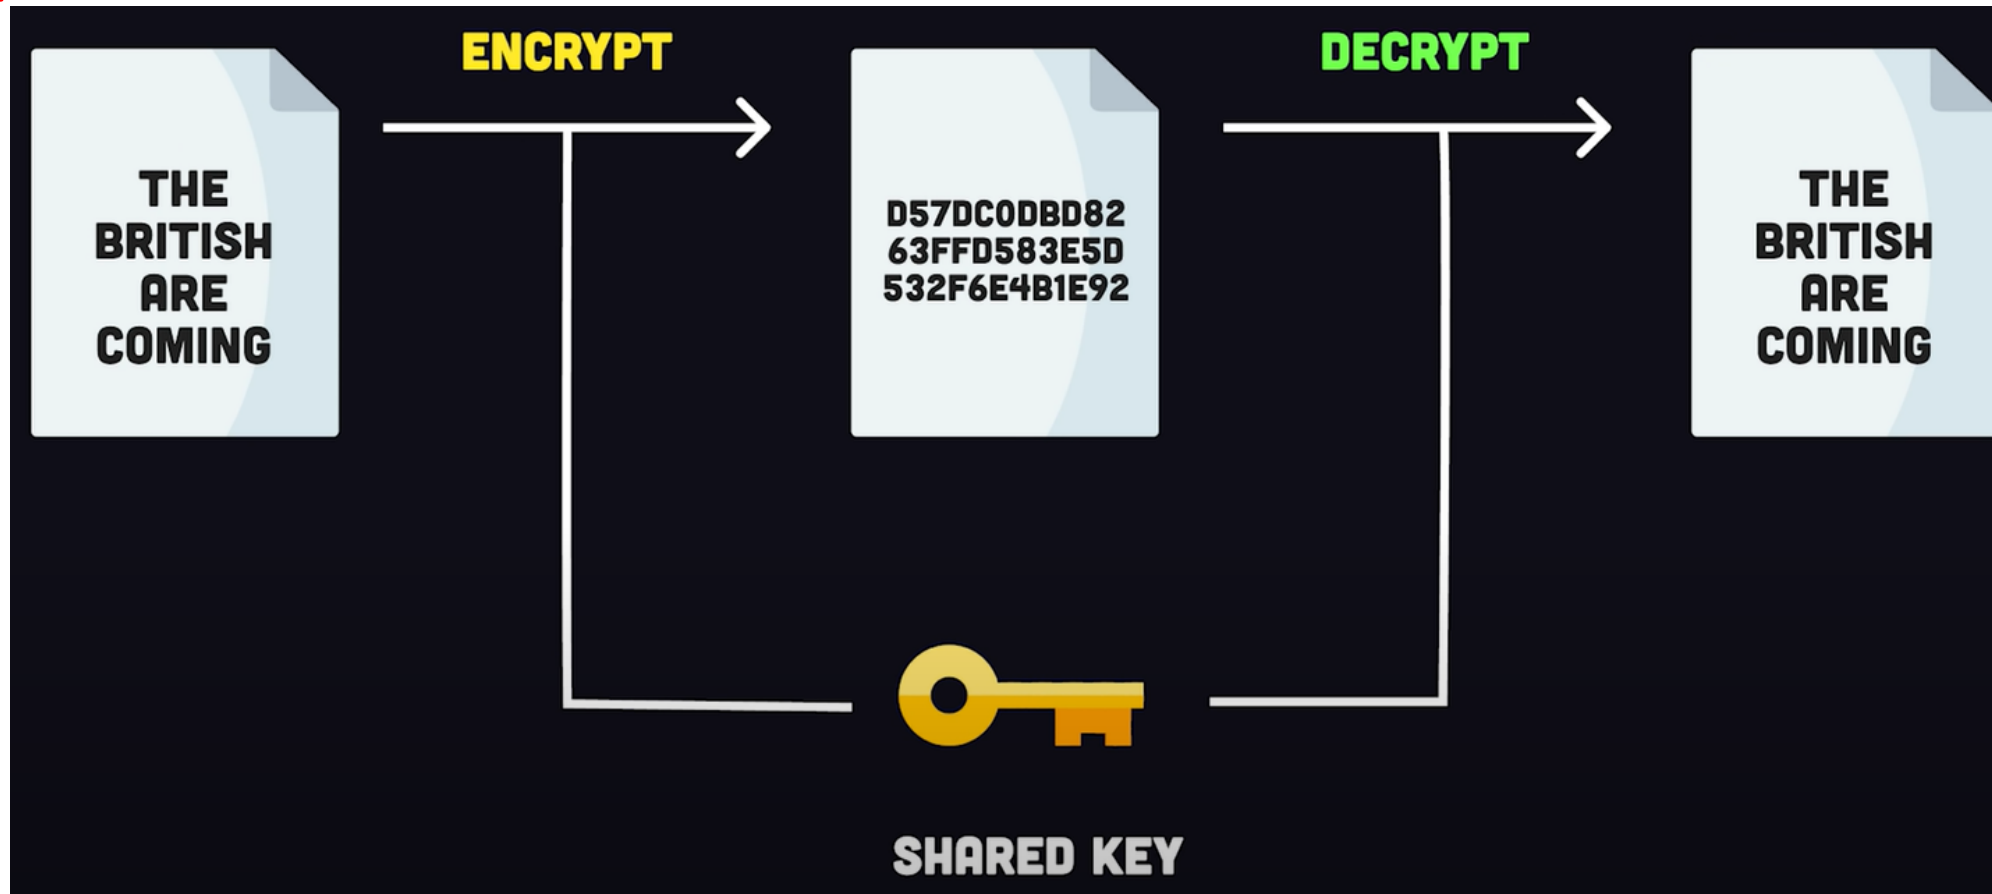 ENCRYPT
DECRYPT
THE
BRITISH
ARE
COMING
D57DC0DBD82
63FFD583E5D
532F6E4B1E92
THE
BRITISH
ARE
COMING
SHARED KEY